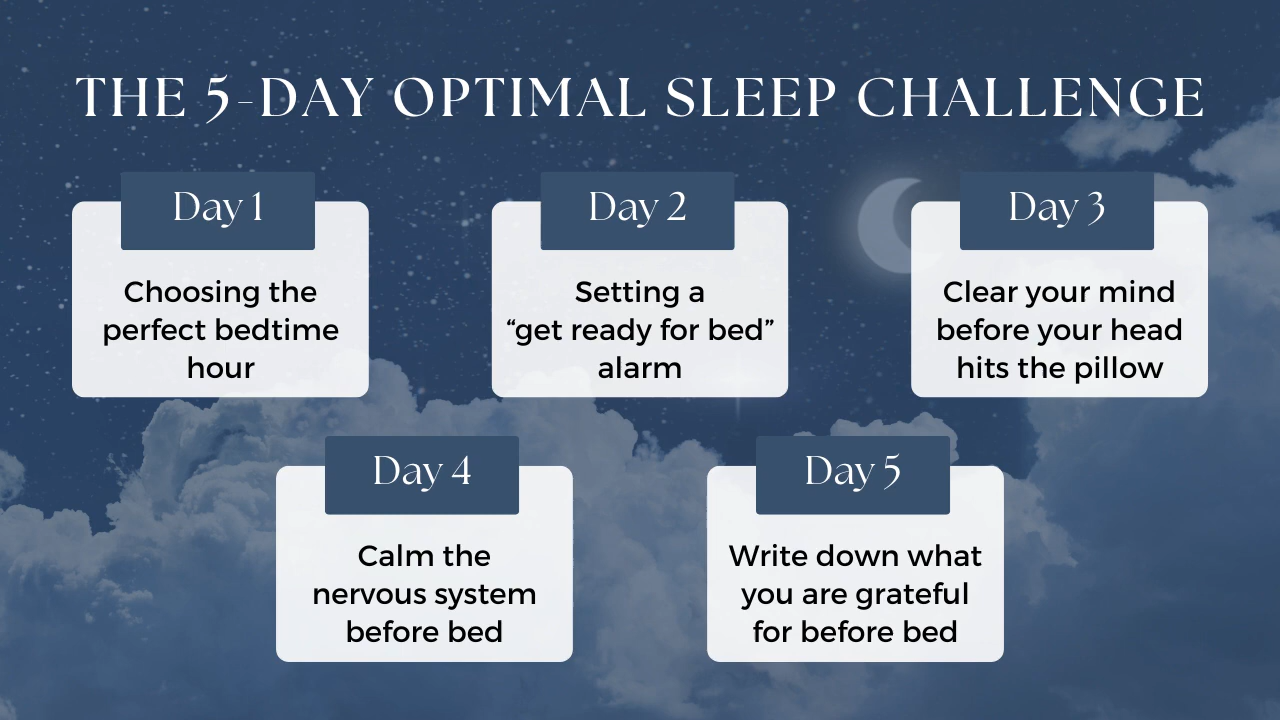 THE 5-DAY OPTIMAL SLEEP CHALLENGE
Day 1
Choosing the
perfect bedtime
hour
Day 2
Setting a
“get ready for bed”
alarm
Day 3
Clear your mind
before your head
hits the pillow
Day 4
Calm the
nervous system
before bed
Day 5
Write down what
you are grateful
for before bed